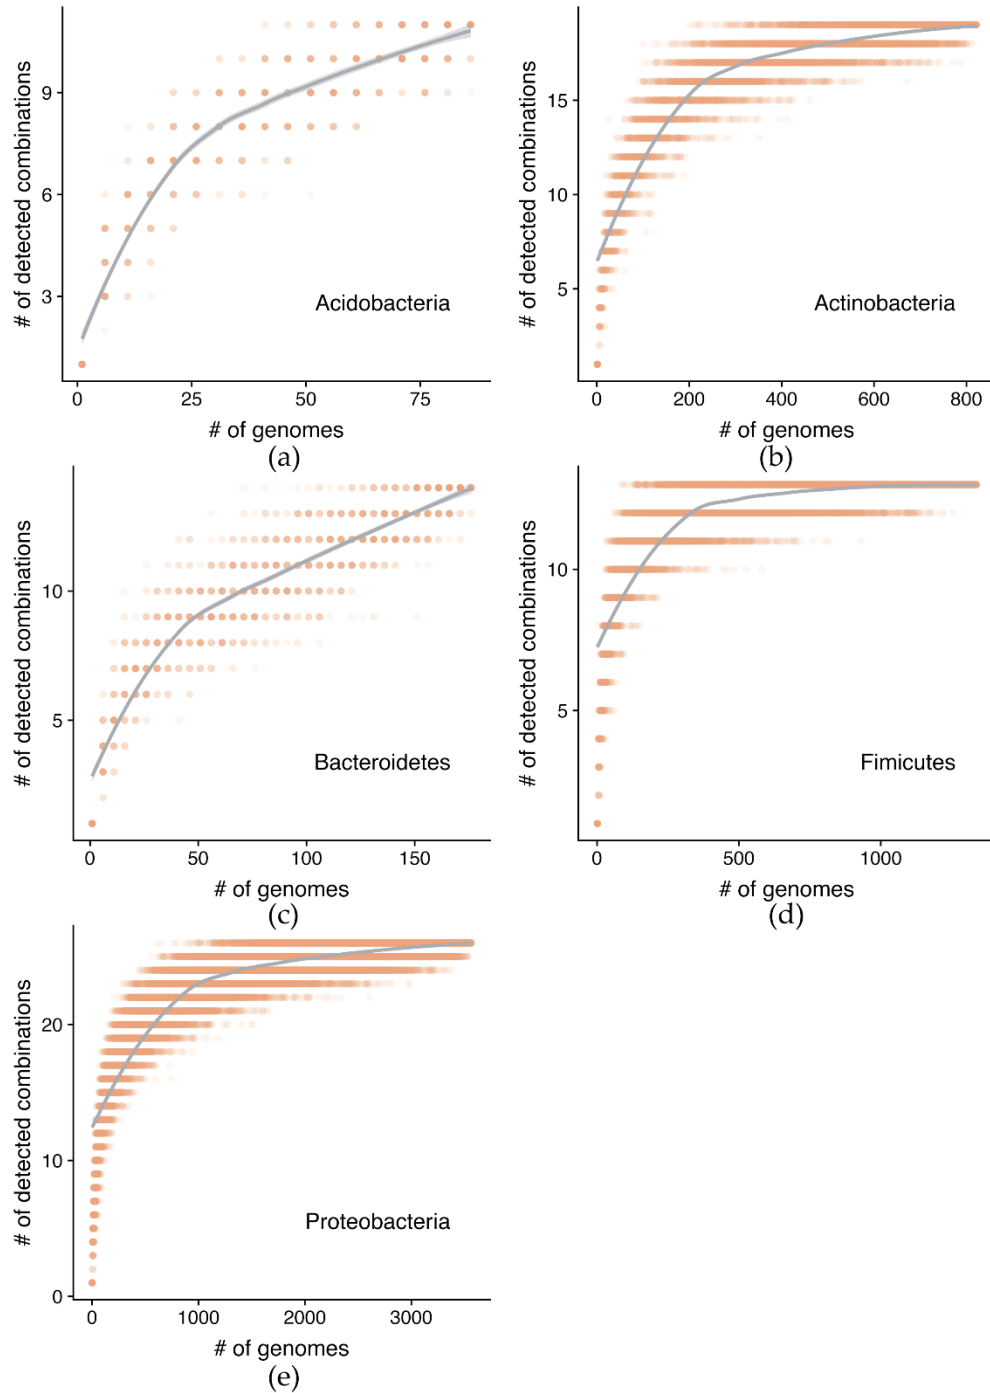 # of detected combinations
9
6
3
Acidobacteria
0 25 50 75
# of genomes
(a)
# of detected combinations
15
10
5
Actinobacteria
0 200 400 600 800
# of genomes
(b)
# of detected combinations
10
5
Bacteroidetes
0 50 100 150
# of genomes
(c)
# of detected combinations
10
5
Fimicutes
0 500 1000
# of genomes
(d)
# of detected combinations
20
10
0
Proteobacteria
0 1000 2000 3000
# of genomes
(e)